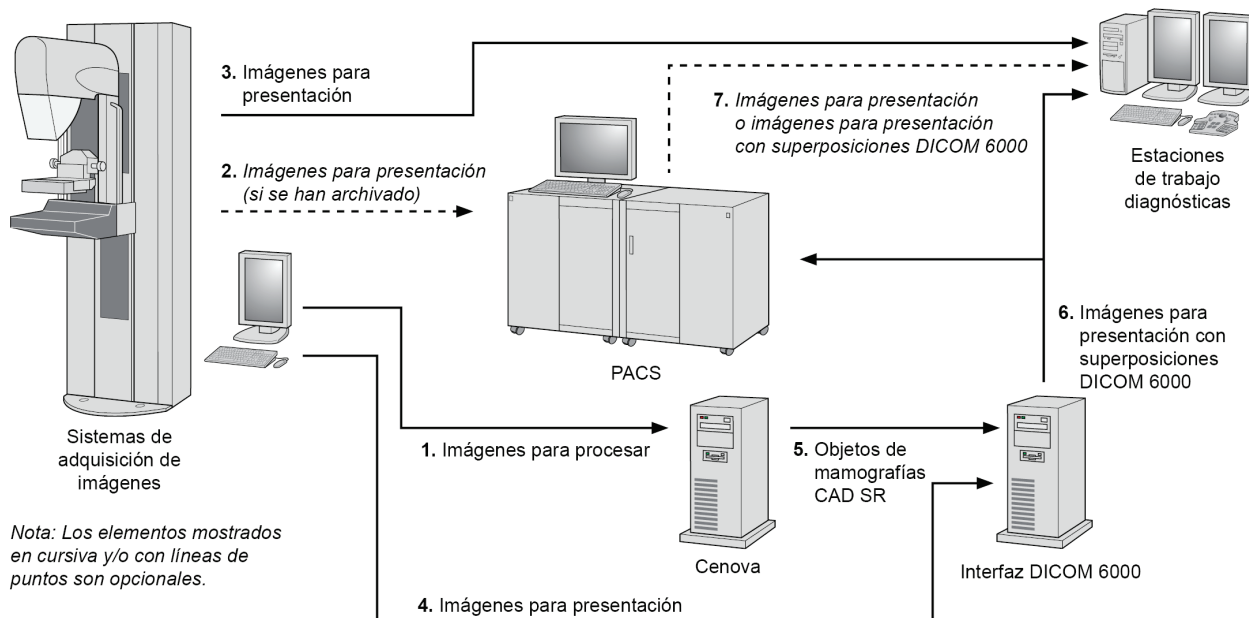 3. Imágenes para
presentación
2. Imágenes para presentación
(si se han archivado)
7. Imágenes para presentación
o imágenes para presentación
con superposiciones DICOM 6000
Estaciones
de trabajo
diagnósticas
PACS
6. Imágenes para
presentación con
superposiciones
DICOM 6000
Sistemas de
adquisición de
imágenes
1. Imágenes para procesar
5. Objetos de
mamografías
CAD SR
Cenova
Interfaz DICOM 6000
Nota: Los elementos mostrados
en cursiva y/o con líneas de
puntos son opcionales.
4. Imágenes para presentación